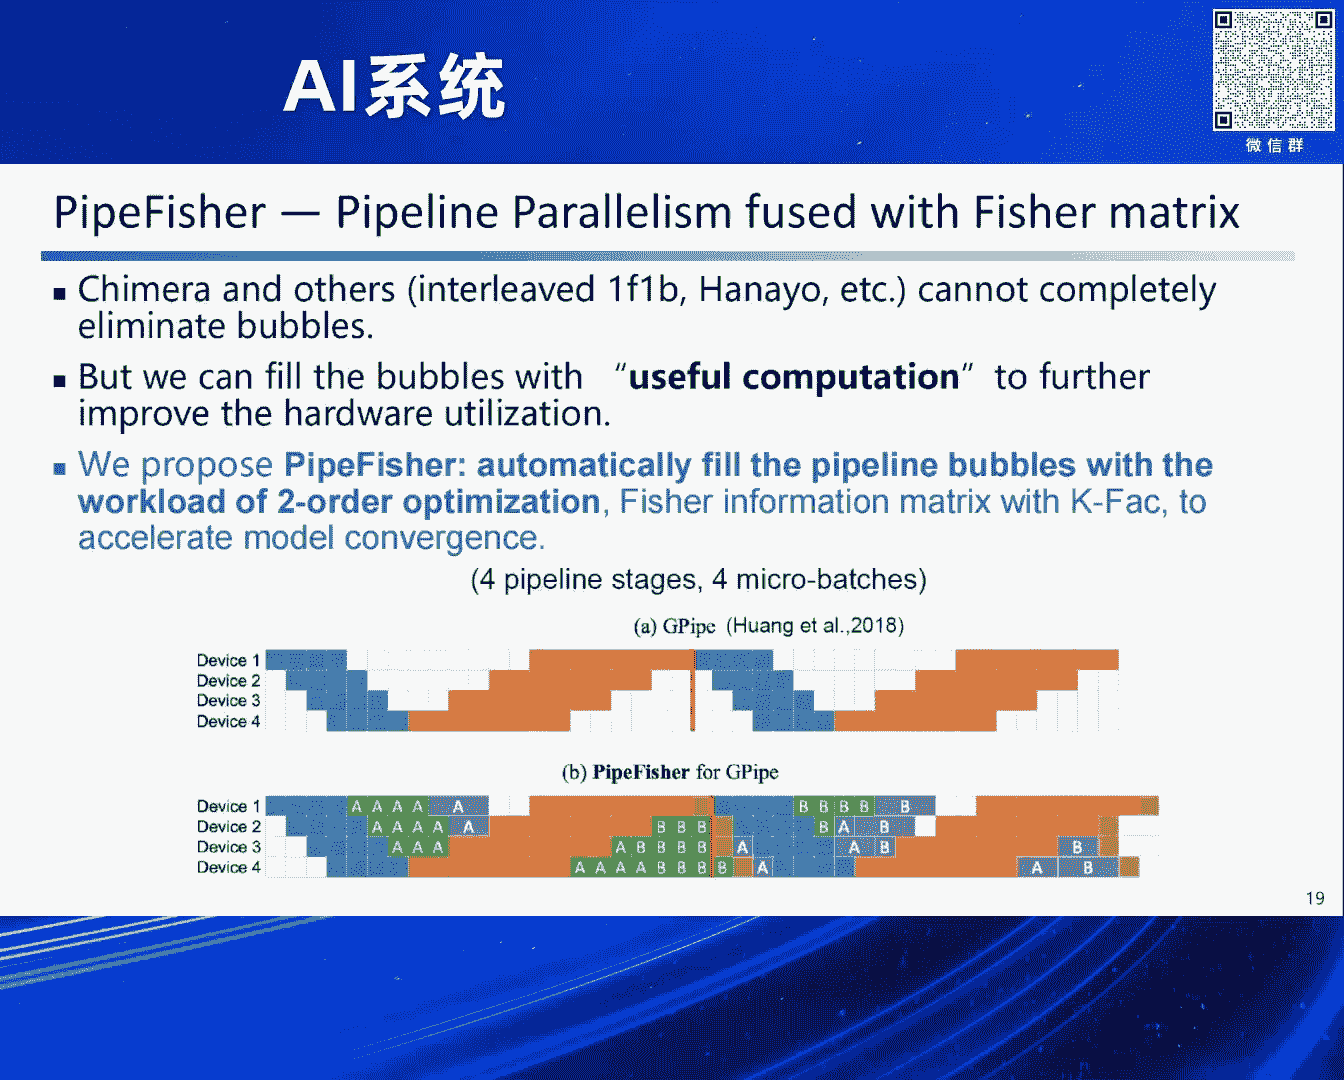 AI系统
微信群
PipeFisher — Pipeline Parallelism fused with Fisher matrix
▪ Chimera and others (interleaved 1f1b, Hanayo, etc.) cannot completely
eliminate bubbles.
▪ But we can fill the bubbles with “useful computation” to further
improve the hardware utilization.
▪ We propose PipeFisher: automatically fill the pipeline bubbles with the
workload of 2-order optimization, Fisher information matrix with K-Fac, to
accelerate model convergence.
(4 pipeline stages, 4 micro-batches)
(a) GPipe (Huang et al.,2018)
Device 1
Device 2
Device 3
Device 4
(b) PipeFisher for GPipe
Device 1 A A A A A B B B B B
Device 2 A A A A A B B B B A B
Device 3 A A A A B B B B A A B B
Device 4 A A A A B B B B A A B
19